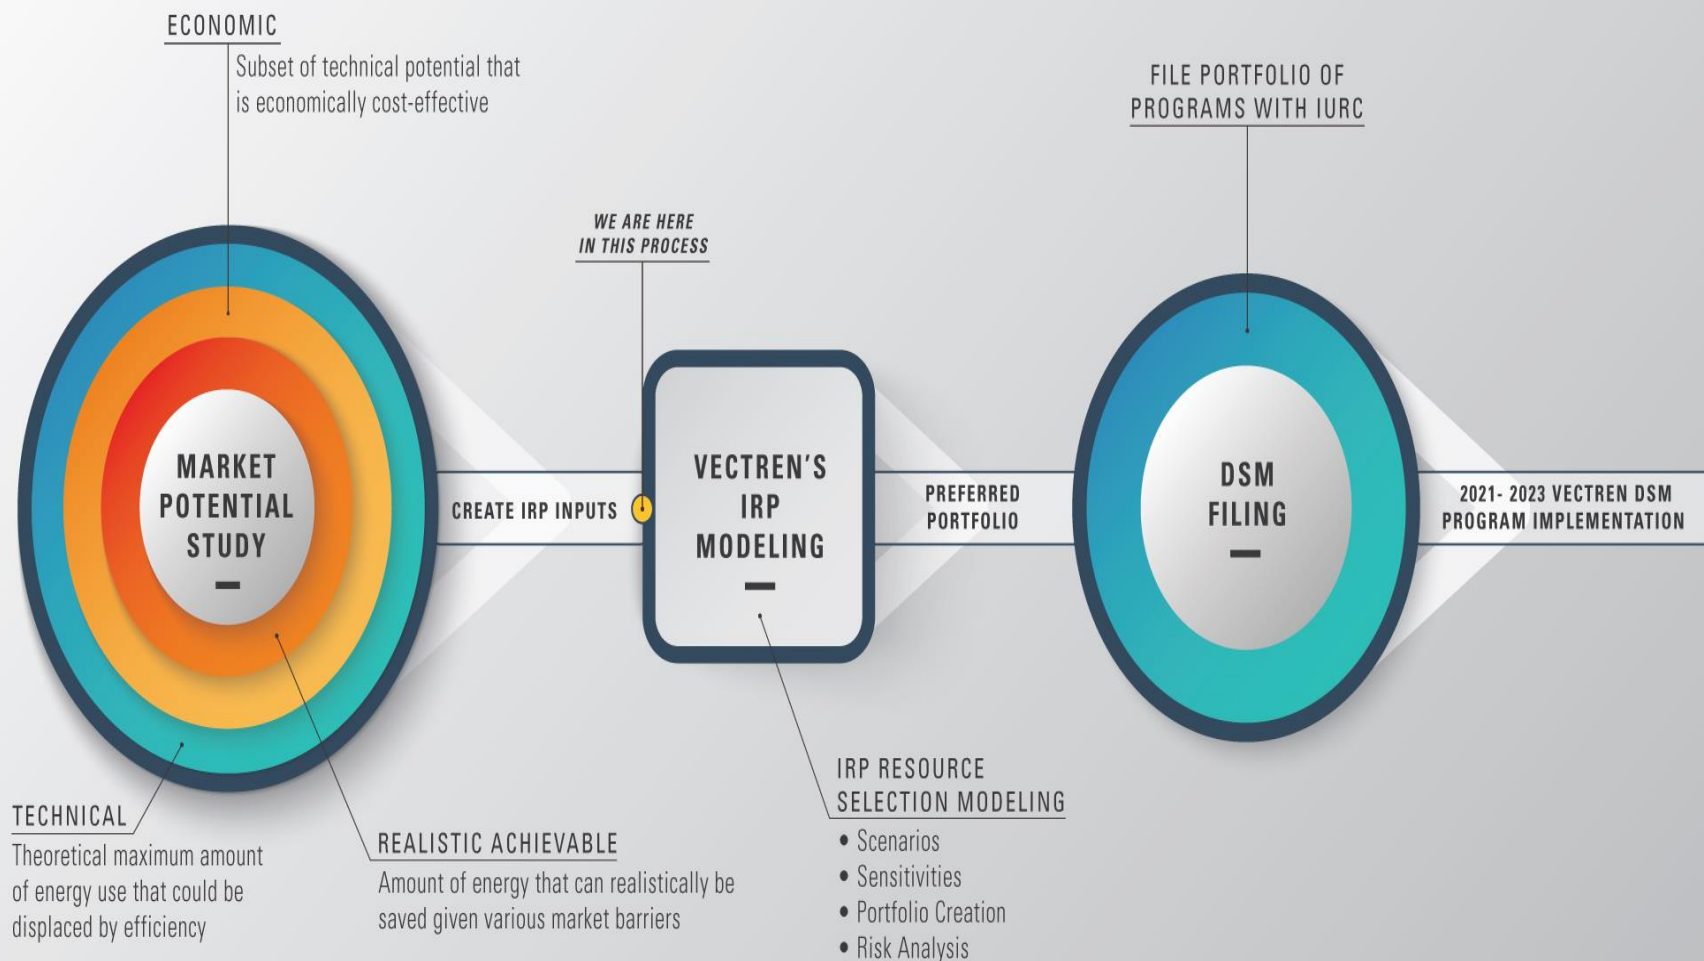 ECONOMIC
Subset of technical potential that
is economically cost-effective
FILE PORTFOLIO OF
PROGRAMS WITH IURC
WE ARE HERE
IN THIS PROCESS
MARKET
POTENTIAL
STUDY
CREATE IRP INPUTS
VECTREN'S
IRP
MODELING
PREFERRED
PORTFOLIO
DSM
FILING
2021- 2023 VECTREN DSM
PROGRAM IMPLEMENTATION
TECHNICAL
Theoretical maximum amount
of energy use that could be
displaced by efficiency
REALISTIC ACHIEVABLE
Amount of energy that can realistically be
saved given various market barriers
IRP RESOURCE
SELECTION MODELING
• Scenarios
• Sensitivities
• Portfolio Creation
• Risk Analysis